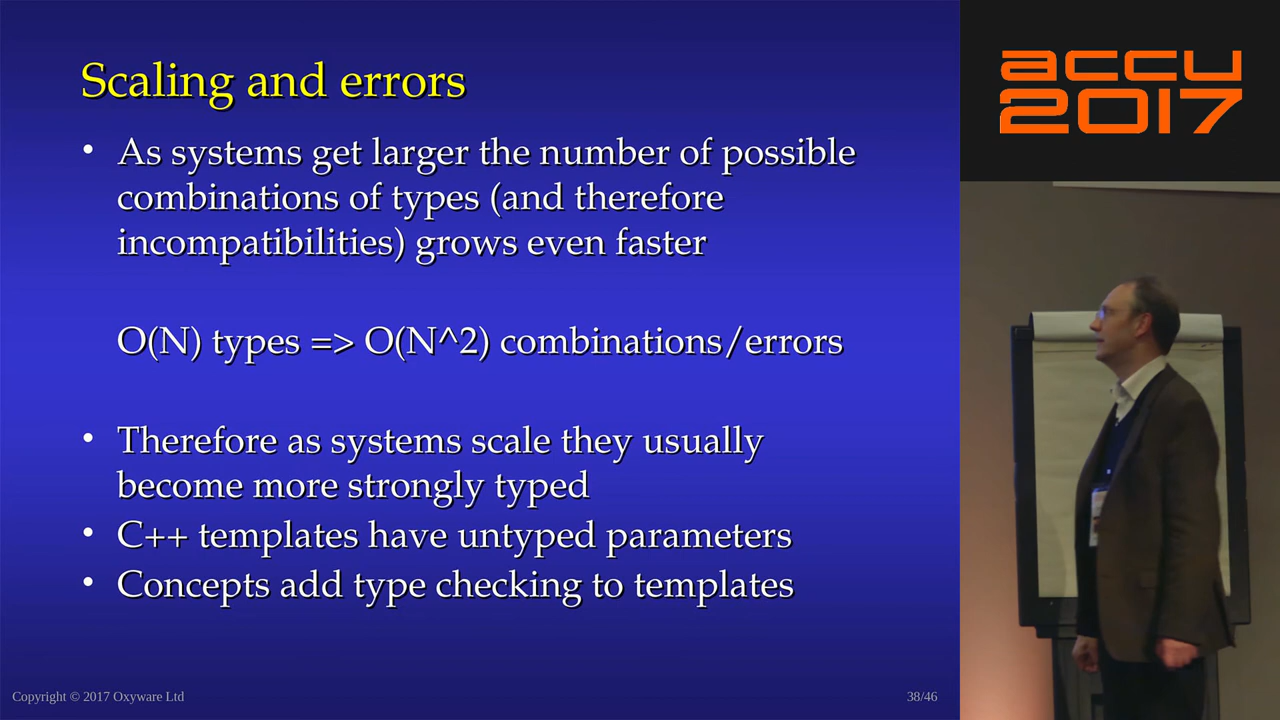 Scaling and errors
• As systems get larger the number of possible
combinations of types (and therefore
incompatibilities) grows even faster
O(N) types => O(N^2) combinations/errors
• Therefore as systems scale they usually
become more strongly typed
• C++ templates have untyped parameters
• Concepts add type checking to templates
Copyright © 2017 Oxyware Ltd
38/46
accu
2017